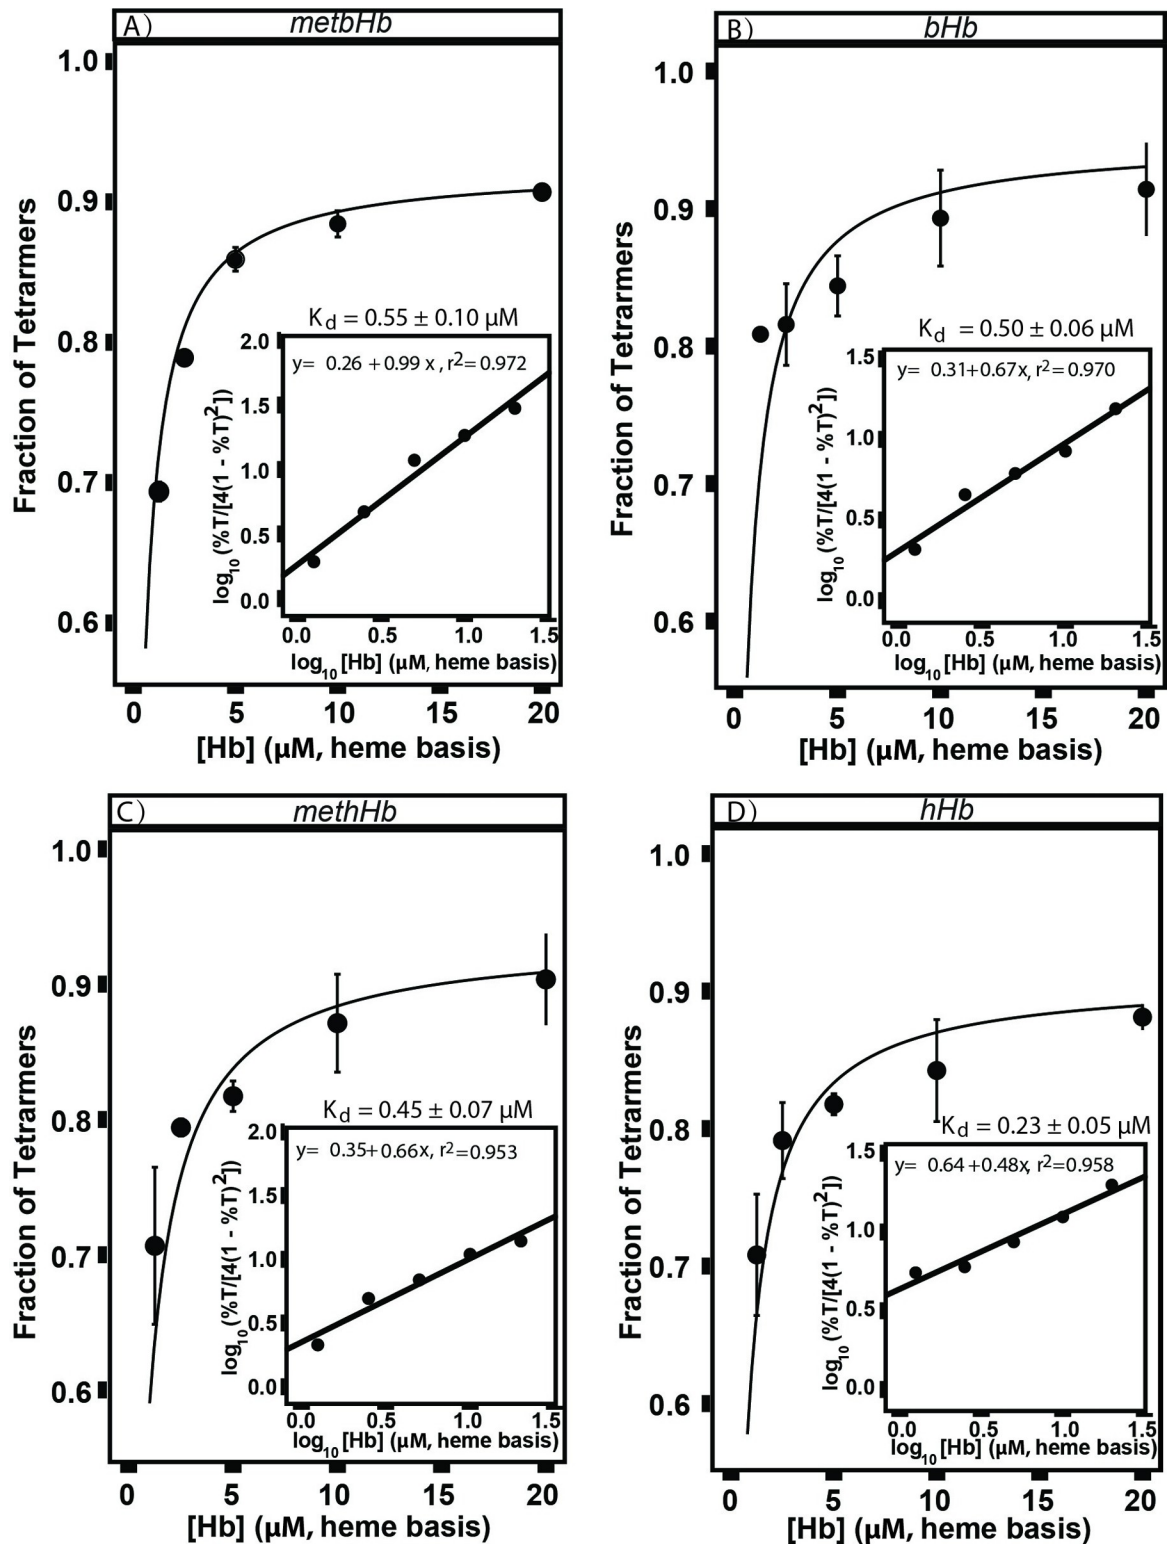 A) metbHb
1.0
0.9
0.8
0.7
0.6
Fraction of Tetrarmers
0 5 10 15 20
[Hb] (µM, heme basis)
K d = 0.55 ± 0.10 µM
y= 0.26 + 0.99 x , r2= 0.972
2.0
1.5
1.0
0.5
0.0
log10 (%T/[4(1 - %T)2])
0.0 0.5 1.0 1.5
log10 [Hb] (µM, heme basis)
B) bHb
1.0
0.9
0.8
0.7
0.6
Fraction of Tetrarmers
0 5 10 15 20
[Hb] (µM, heme basis)
K d = 0.50 ± 0.06 µM
y= 0.31+0.67x, r2= 0.970
1.5
1.0
0.5
0.0
log10 (%T/[4(1 - %T)2])
0.0 0.5 1.0 1.5
log10 [Hb] (µM, heme basis)
C) methHb
1.0
0.9
0.8
0.7
0.6
Fraction of Tetrarmers
0 5 10 15 20
[Hb] (µM, heme basis)
K d = 0.45 ± 0.07 µM
y= 0.35+0.66x, r2=0.953
2.0
1.5
1.0
0.5
0.0
log10 (%T/[4(1 - %T)2])
0.0 0.5 1.0 1.5
log10 [Hb] (µM, heme basis)
D) hHb
1.0
0.9
0.8
0.7
0.6
Fraction of Tetrarmers
0 5 10 15 20
[Hb] (µM, heme basis)
K d = 0.23 ± 0.05 µM
y= 0.64 +0.48x, r2=0.958
1.5
1.0
0.5
0.0
log10 (%T/[4(1 - %T)2])
0.0 0.5 1.0 1.5
log10 [Hb] (µM, heme basis)